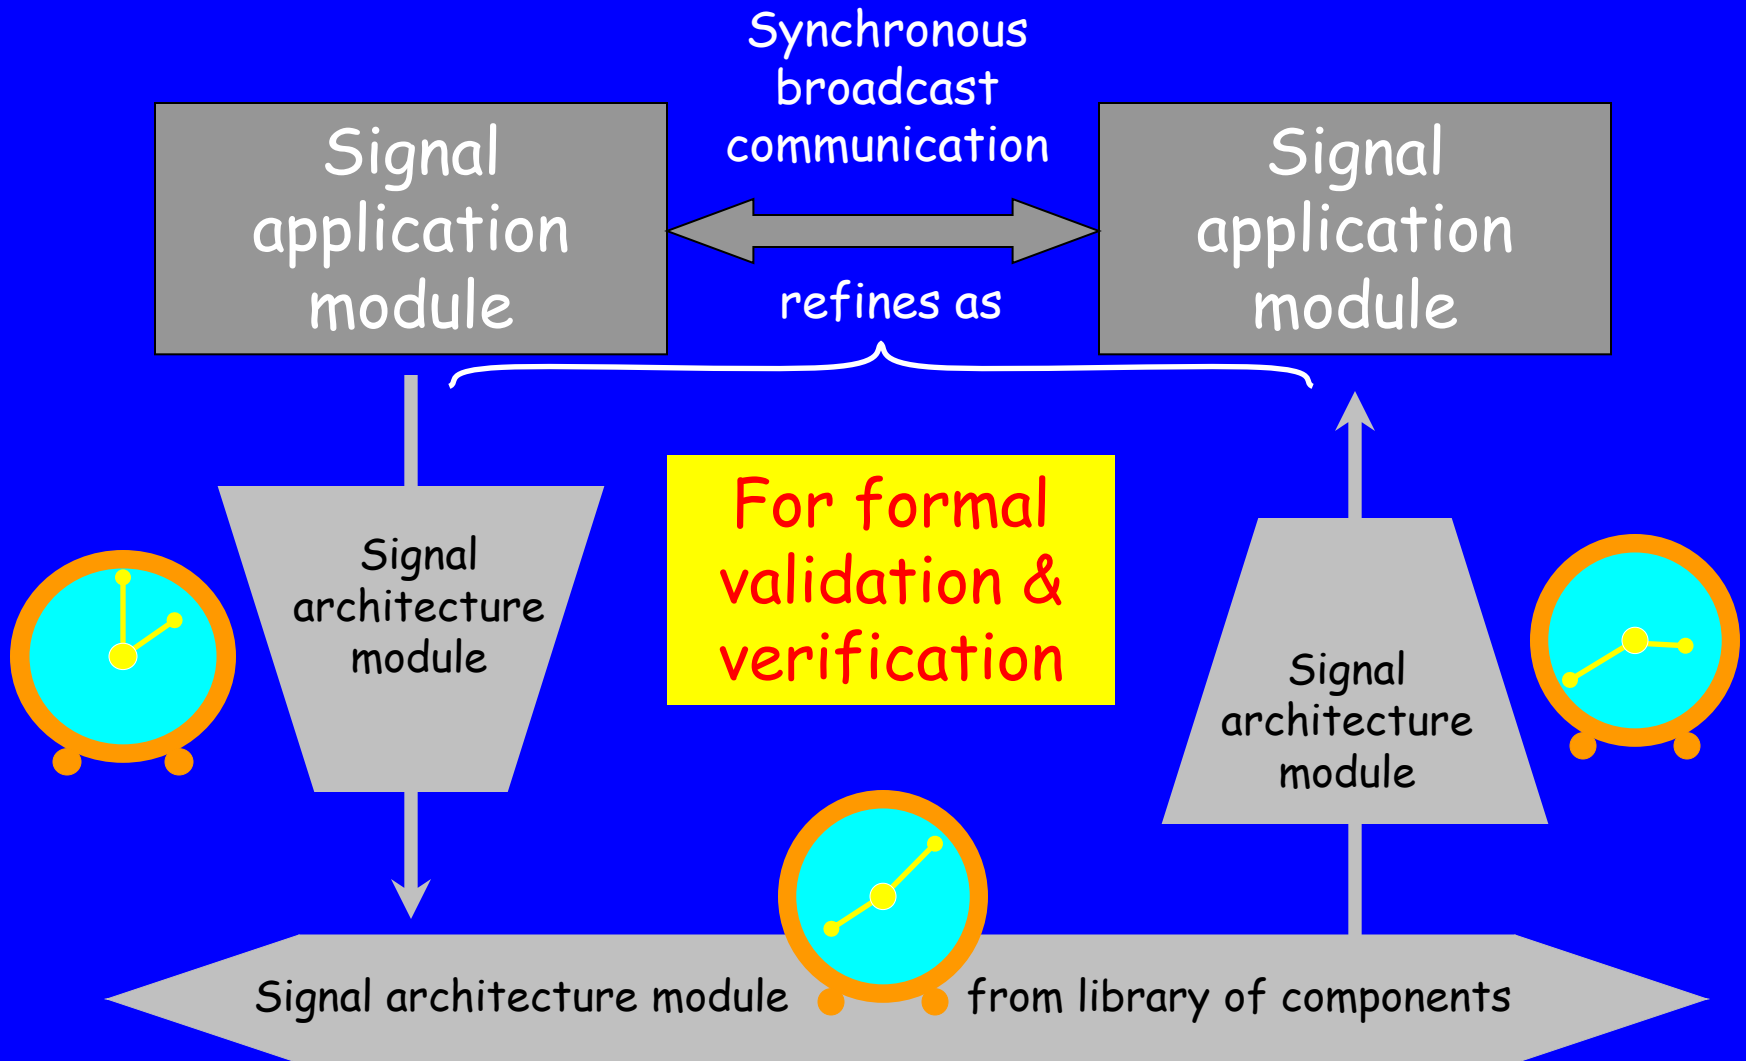 Synchronous
broadcast
communication
Signal
application
module
Signal
application
module
refines as
For formal
validation &
verification
Signal
architecture
module
Signal
architecture
module
Signal architecture module from library of components